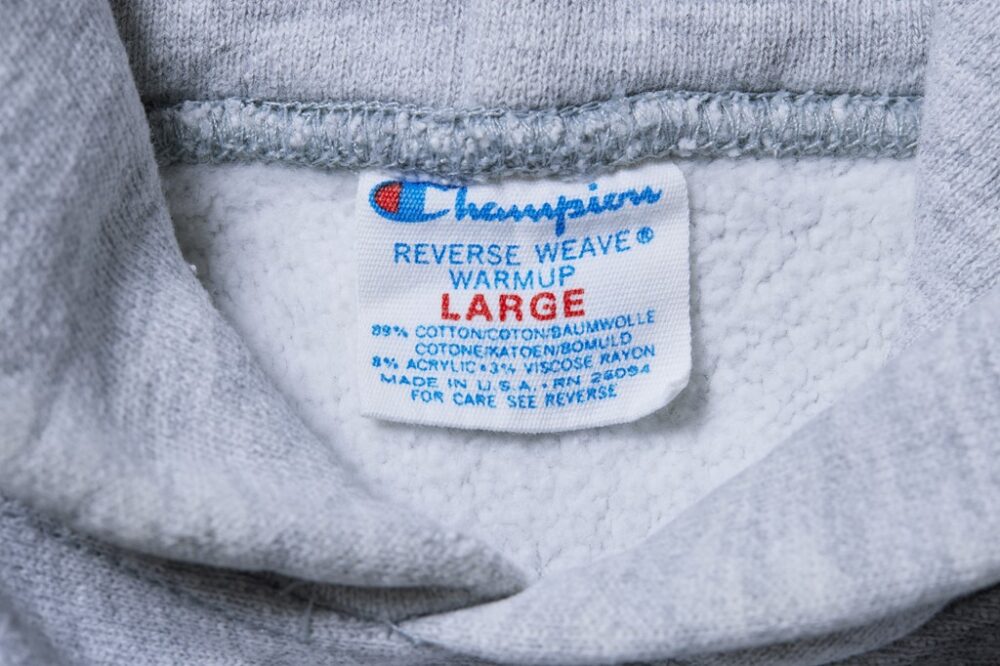 Champion
REVERSE WEAVE®
WARMUP
LARGE
89% COTTON/COTON/BAUMWOLLE
COTONE/KATOEN/BOMULD
8% ACRYLIC • 3% VISCOSE RAYON
MADE IN U.S.A. • RN 26094
FOR CARE SEE REVERSE